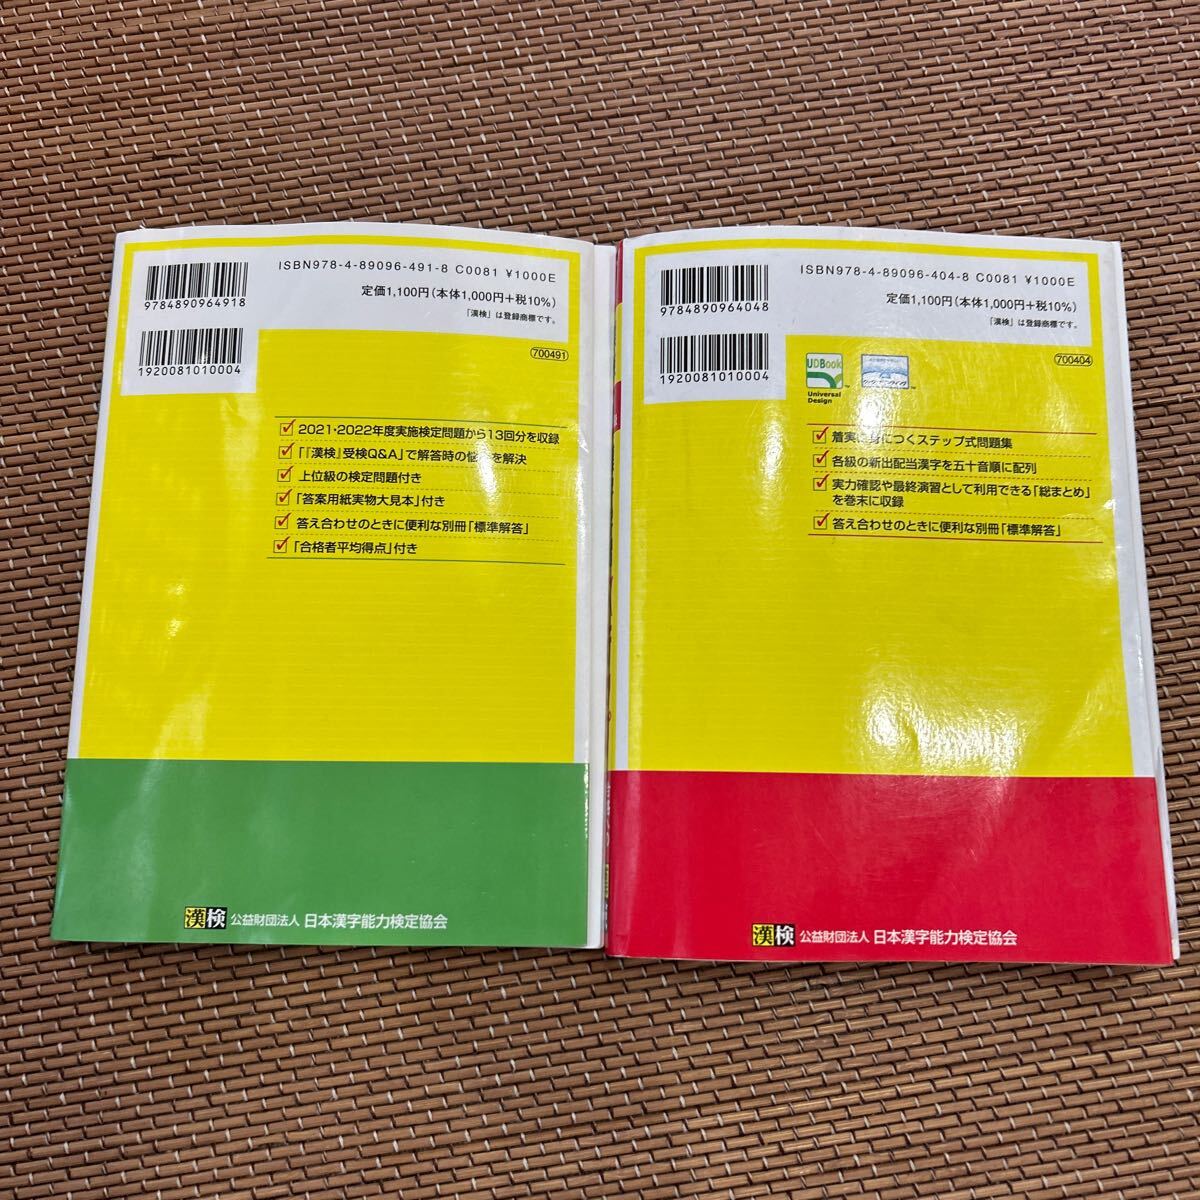 ISBN978-4-89096-491-8 C0081 ¥1000E
定価1,100円(本体1,000円+税10%)
「漢検」は登録商標です。
9784890964918
1920081010004
700491
2021・2022年度実施検定問題から13回分を収録
「『漢検』受検Q&A」で解答時の悩を解決
上位級の検定問題付き
「答案用紙実物大見本」付き
答え合わせのときに便利な別冊「標準解答」
「合格者平均得点」付き
漢検 公益財団法人 日本漢字能力検定協会
ISBN978-4-89096-404-8 C0081 ¥1000E
定価1,100円(本体1,000円+税10%)
「漢検」は登録商標です。
9784890964048
1920081010004
700404
UDBook
Universal
Design
着実に身につくステップ式問題集
各級の新出配当漢字を五十音順に配列
実力確認や最終演習として利用できる「総まとめ」
を巻末に収録
答え合わせのときに便利な別冊「標準解答」
漢検 公益財団法人 日本漢字能力検定協会